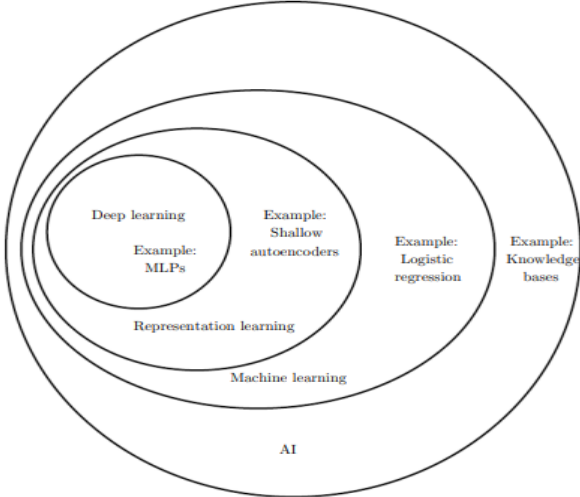 Deep learning
Example:
MLPs
Example:
Shallow
autoencoders
Example:
Logistic
regression
Example:
Knowledge
bases
Representation learning
Machine learning
AI